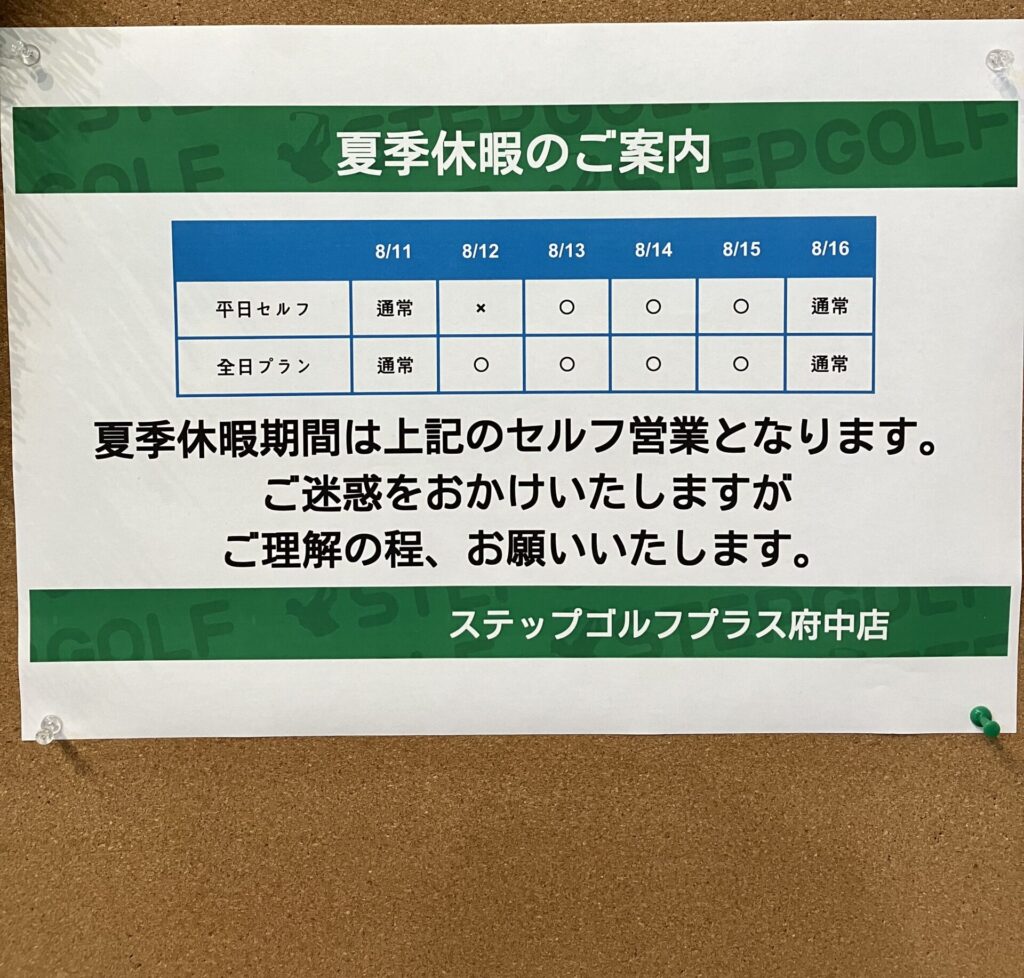 夏季休暇のご案内
8/11 8/12 8/13 8/14 8/15 8/16
平日セルフ 通常 × ○ ○ ○ 通常
全日プラン 通常 ○ ○ ○ ○ 通常
夏季休暇期間は上記のセルフ営業となります。
ご迷惑をおかけいたしますが
ご理解の程、お願いいたします。
ステップゴルフプラス府中店
STEPGOLF